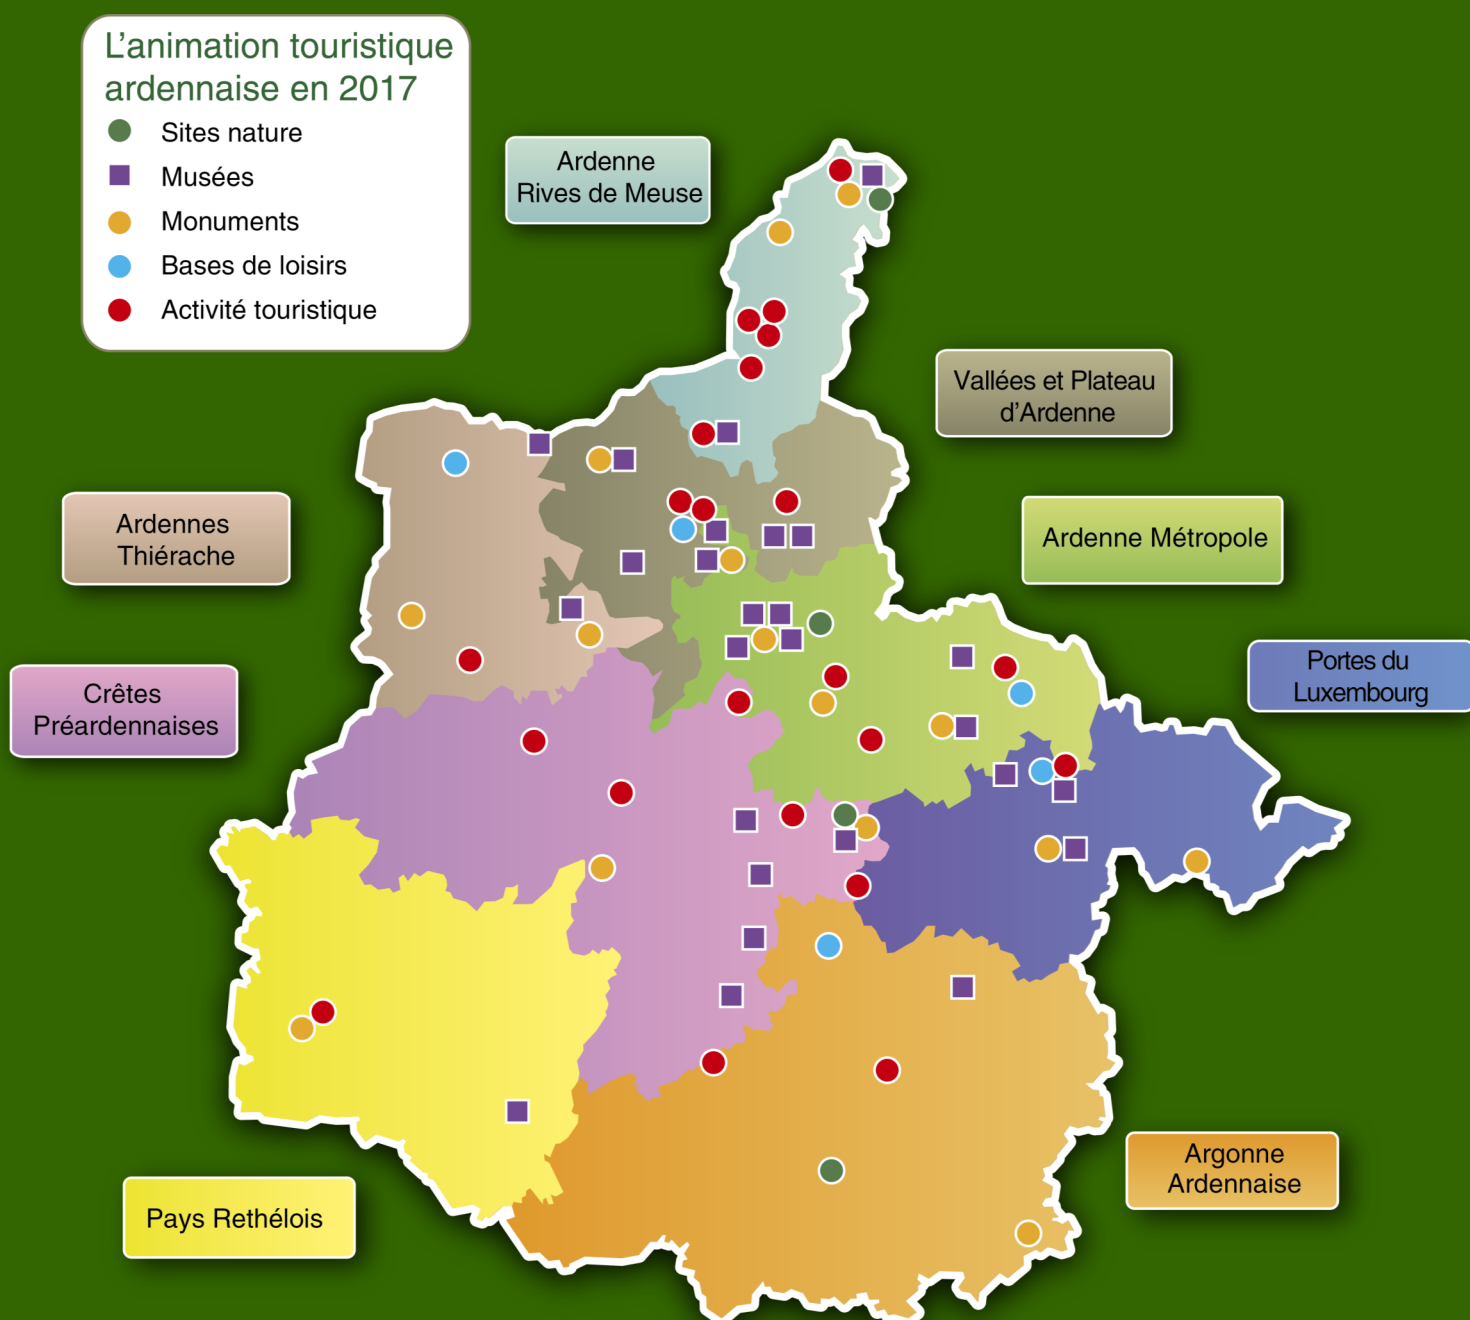 L'animation touristique
ardennaise en 2017
Sites nature
Musées
Monuments
Bases de loisirs
Activité touristique
Ardenne
Rives de Meuse
Vallées et Plateau
d'Ardenne
Ardennes
Thiérache
Ardenne Métropole
Crêtes
Préardennaises
Portes du
Luxembourg
Argonne
Ardennaise
Pays Rethélois